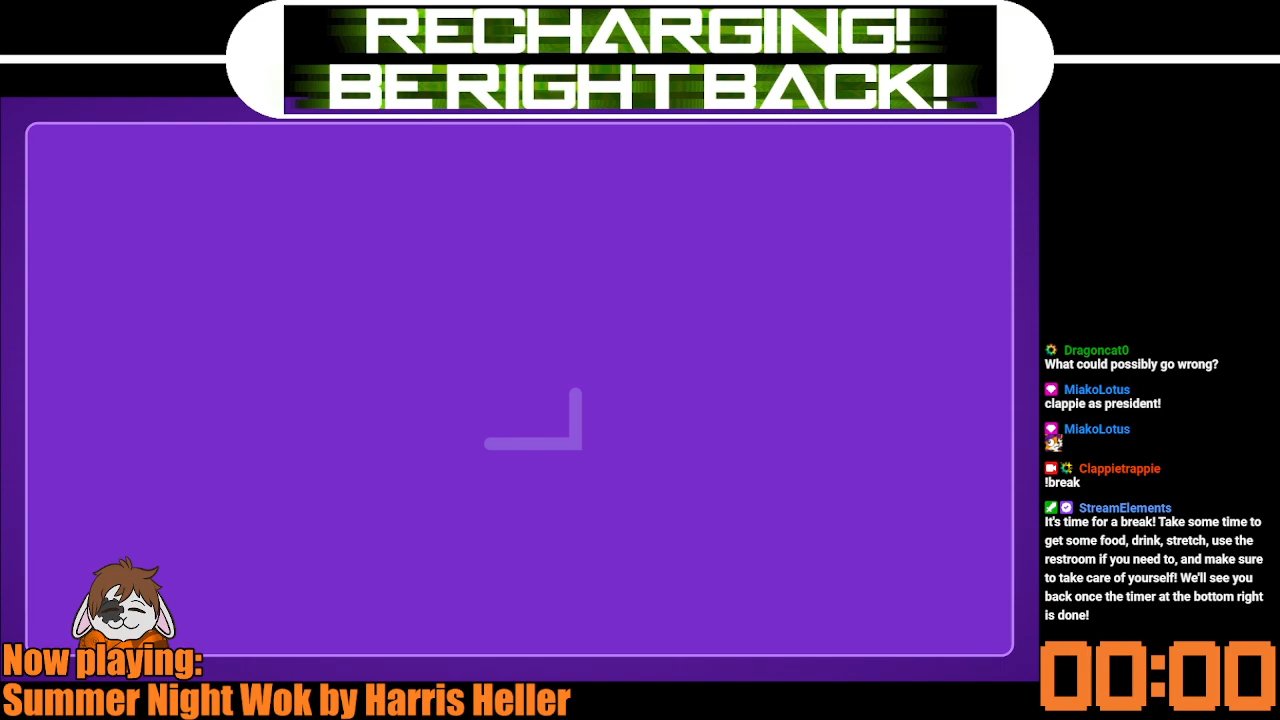 RECHARGING!
BE RIGHT BACK!
Dragoncat0
What could possibly go wrong?
MiakoLotus
clappie as president!
MiakoLotus
Clappietrappie
!break
StreamElements
It's time for a break! Take some time to
get some food, drink, stretch, use the
restroom if you need to, and make sure
to take care of yourself! We'll see you
back once the timer at the bottom right
is done!
Now playing:
Summer Night Wok by Harris Heller
00:00